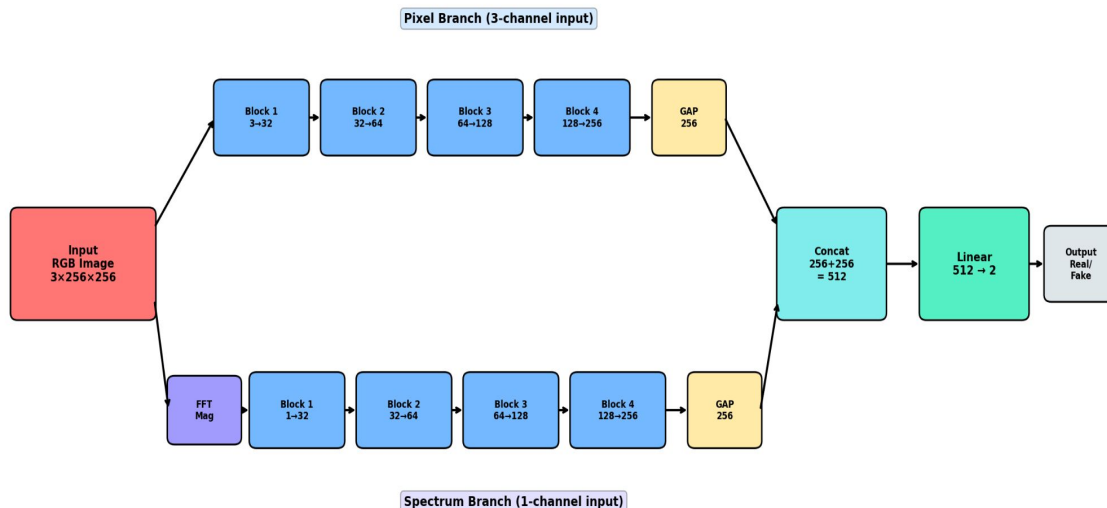 Pixel Branch (3-channel input)
Block 1
3→32
Block 2
32→64
Block 3
64→128
Block 4
128→256
GAP
256
Input
RGB Image
3×256×256
Concat
256+256
= 512
Linear
512 → 2
Output
Real/
Fake
FFT
Mag
Block 1
1→32
Block 2
32→64
Block 3
64→128
Block 4
128→256
GAP
256
Spectrum Branch (1-channel input)